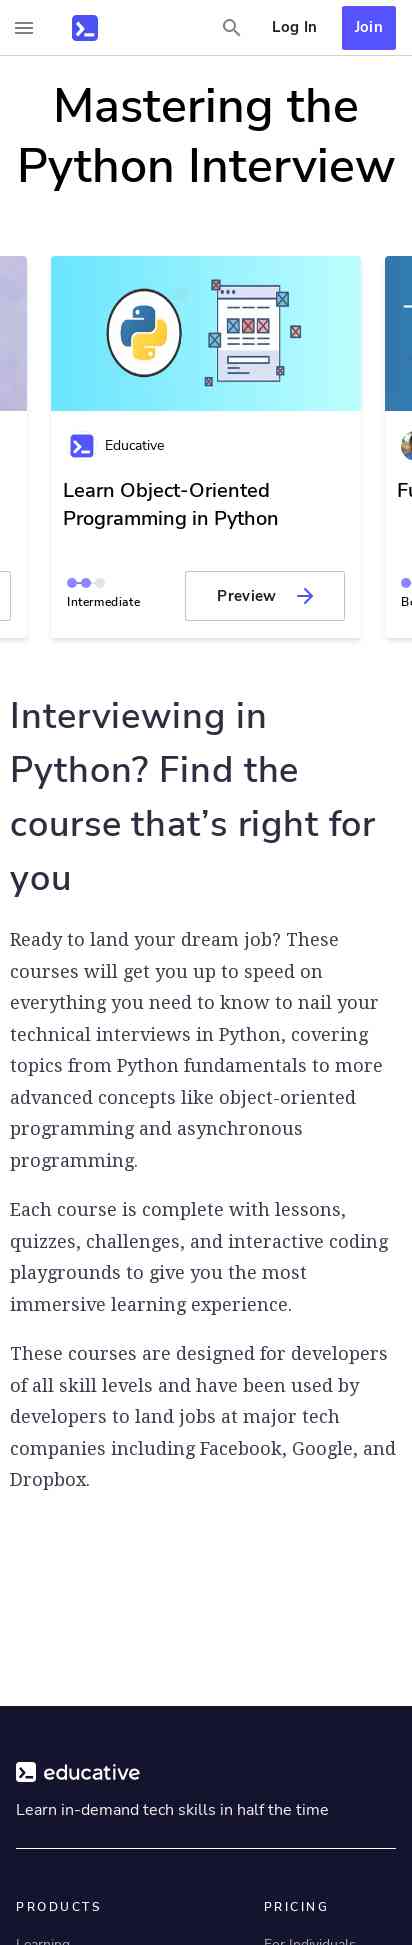 Log In
Join
Mastering the
Python Interview
Educative
Learn Object-Oriented
Programming in Python
Intermediate
Preview
Interviewing in
Python? Find the
course that’s right for
you
Ready to land your dream job? These
courses will get you up to speed on
everything you need to know to nail your
technical interviews in Python, covering
topics from Python fundamentals to more
advanced concepts like object-oriented
programming and asynchronous
programming.
Each course is complete with lessons,
quizzes, challenges, and interactive coding
playgrounds to give you the most
immersive learning experience.
These courses are designed for developers
of all skill levels and have been used by
developers to land jobs at major tech
companies including Facebook, Google, and
Dropbox.
educative
Learn in-demand tech skills in half the time
PRODUCTS
PRICING
Learning
For Individuals